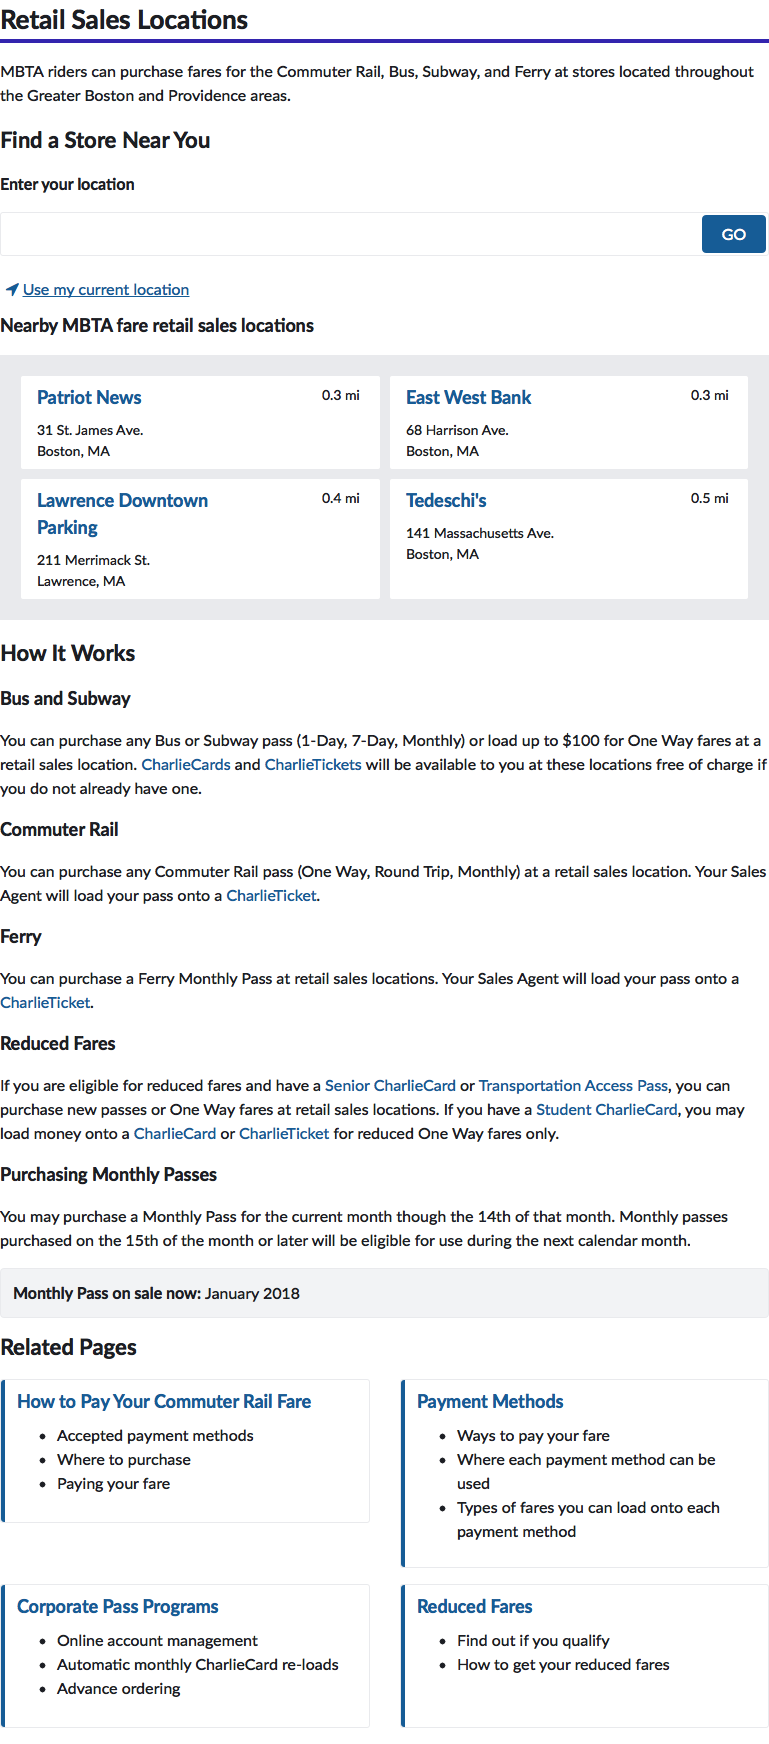 Retail Sales Locations
MBTA riders can purchase fares for the Commuter Rail, Bus, Subway, and Ferry at stores located throughout
the Greater Boston and Providence areas.
Find a Store Near You
Enter your location
GO
Use my current location
Nearby MBTA fare retail sales locations
Patriot News 0.3 mi
31 St. James Ave.
Boston, MA
East West Bank 0.3 mi
68 Harrison Ave.
Boston, MA
Lawrence Downtown 0.4 mi
Parking
211 Merrimack St.
Lawrence, MA
Tedeschi's 0.5 mi
141 Massachusetts Ave.
Boston, MA
How It Works
Bus and Subway
You can purchase any Bus or Subway pass (1-Day, 7-Day, Monthly) or load up to $100 for One Way fares at a
retail sales location. CharlieCards and CharlieTickets will be available to you at these locations free of charge if
you do not already have one.
Commuter Rail
You can purchase any Commuter Rail pass (One Way, Round Trip, Monthly) at a retail sales location. Your Sales
Agent will load your pass onto a CharlieTicket.
Ferry
You can purchase a Ferry Monthly Pass at retail sales locations. Your Sales Agent will load your pass onto a
CharlieTicket.
Reduced Fares
If you are eligible for reduced fares and have a Senior CharlieCard or Transportation Access Pass, you can
purchase new passes or One Way fares at retail sales locations. If you have a Student CharlieCard, you may
load money onto a CharlieCard or CharlieTicket for reduced One Way fares only.
Purchasing Monthly Passes
You may purchase a Monthly Pass for the current month though the 14th of that month. Monthly passes
purchased on the 15th of the month or later will be eligible for use during the next calendar month.
Monthly Pass on sale now: January 2018
Related Pages
How to Pay Your Commuter Rail Fare
• Accepted payment methods
• Where to purchase
• Paying your fare
Payment Methods
• Ways to pay your fare
• Where each payment method can be
used
• Types of fares you can load onto each
payment method
Corporate Pass Programs
• Online account management
• Automatic monthly CharlieCard re-loads
• Advance ordering
Reduced Fares
• Find out if you qualify
• How to get your reduced fares